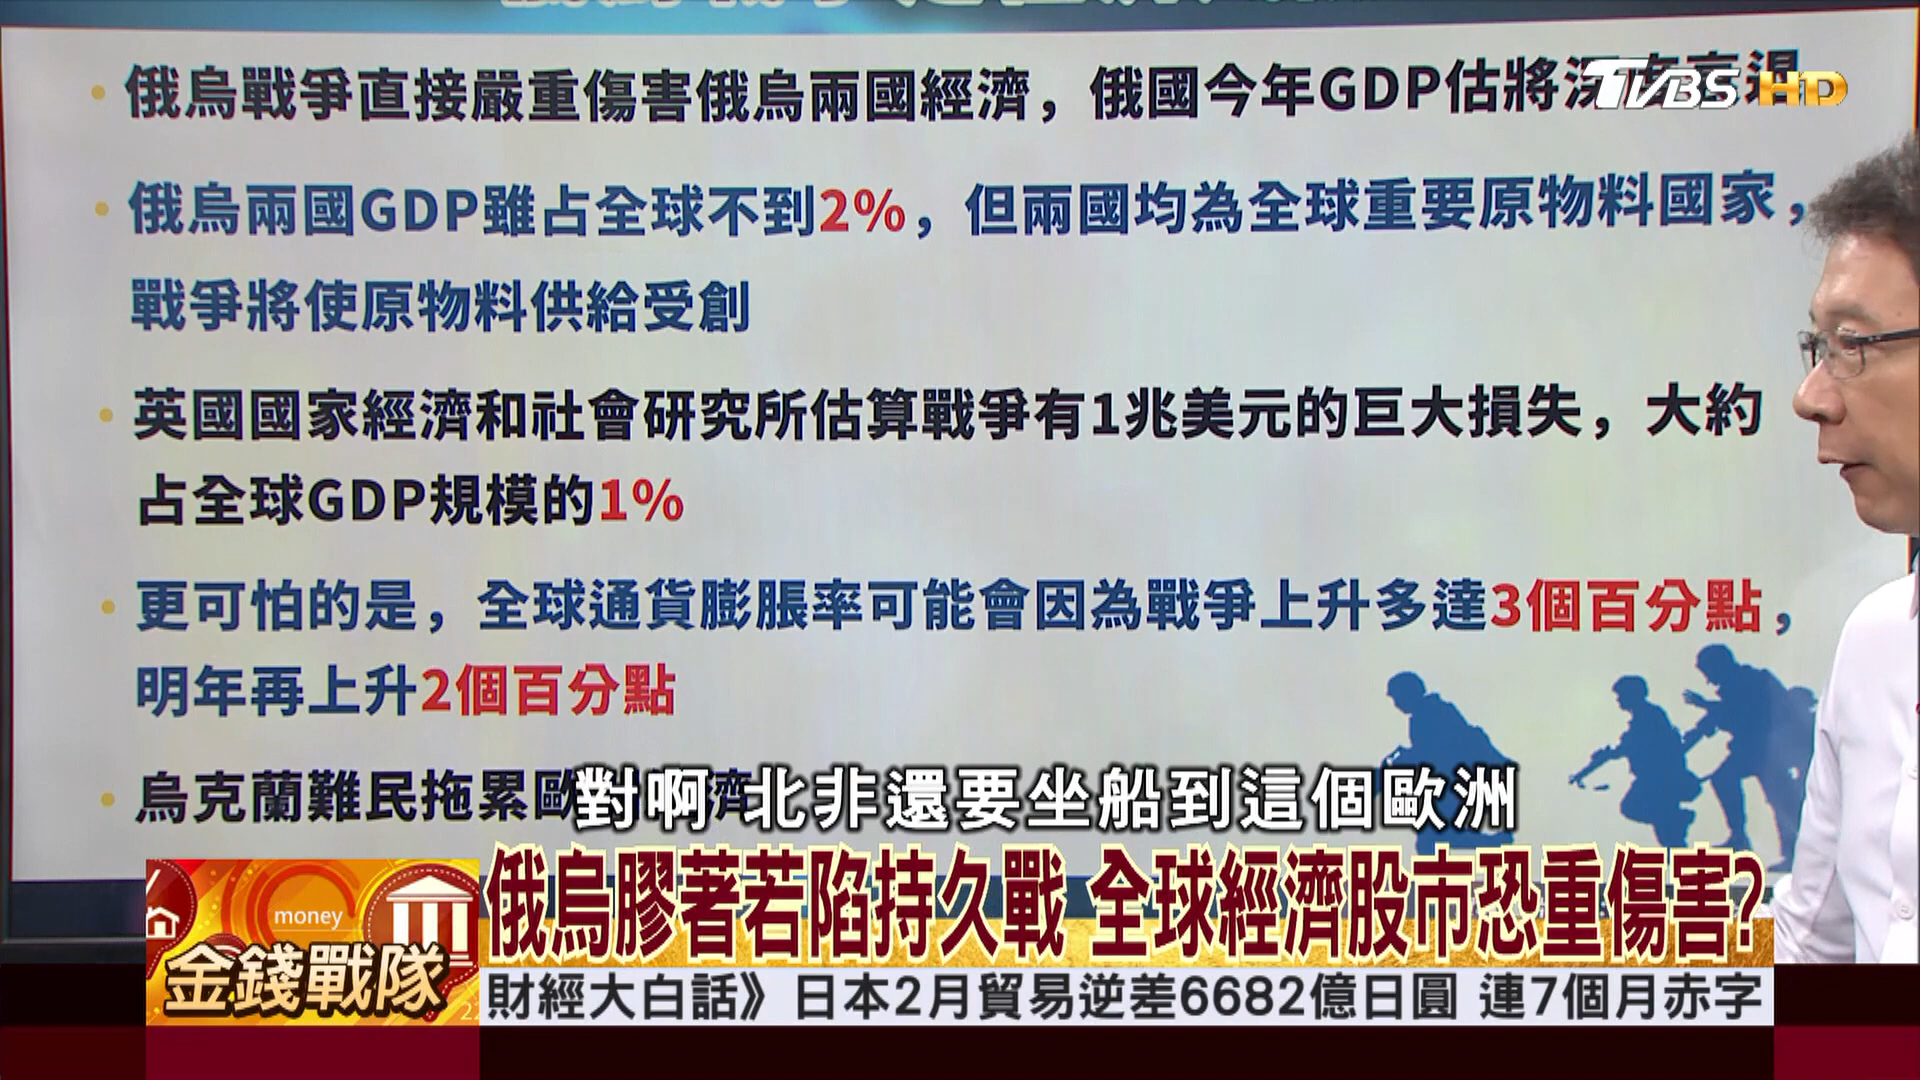 俄烏戰爭直接嚴重傷害俄烏兩國經濟，俄國今年GDP估將深度衰退
TVBS HD
俄烏兩國GDP雖占全球不到2%，但兩國均為全球重要原物料國家，
戰爭將使原物料供給受創
英國國家經濟和社會研究所估算戰爭有1兆美元的巨大損失，大約
占全球GDP規模的1%
更可怕的是，全球通貨膨脹率可能會因為戰爭上升多達3個百分點，
明年再上升2個百分點
烏克蘭難民拖累歐
對啊 北非還要坐船到這個歐洲
money
金錢戰隊
俄烏膠著若陷持久戰 全球經濟股市恐重傷害?
財經大白話》日本2月貿易逆差6682億日圓 連7個月赤字